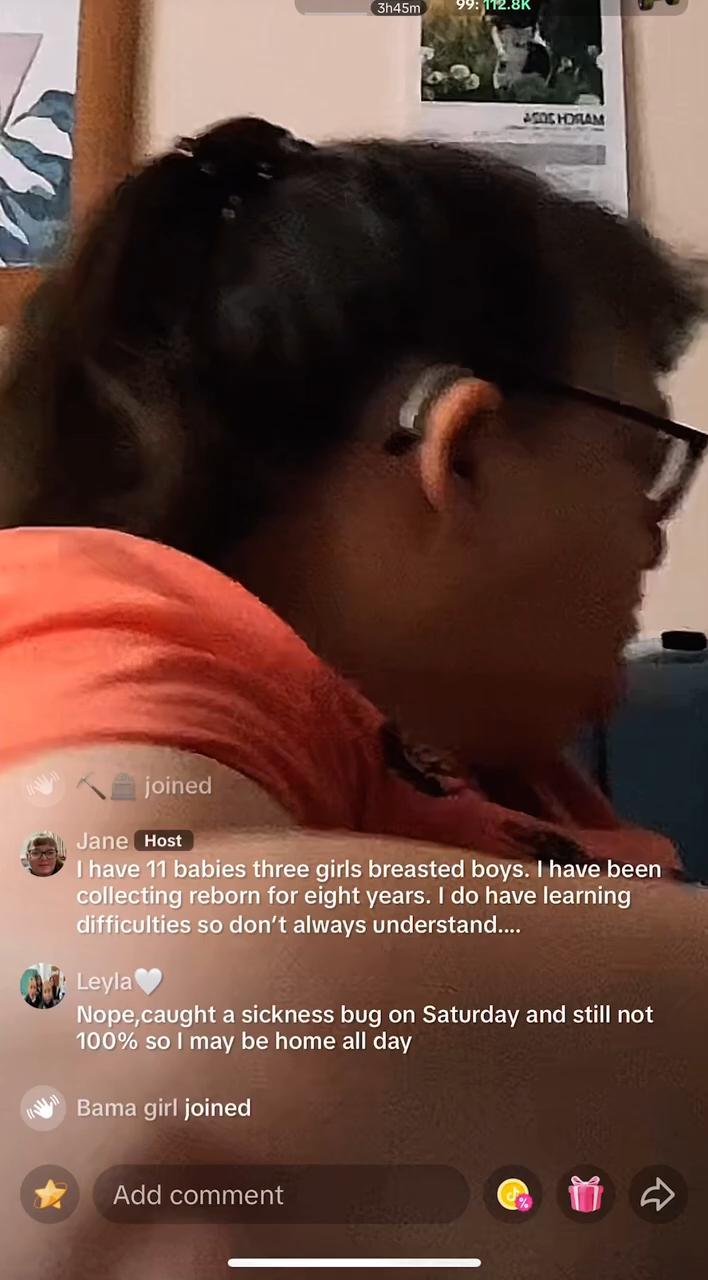 3h45m
99: 112.8K
MARCH 2024
joined
Jane Host
I have 11 babies three girls breasted boys. I have been
collecting reborn for eight years. I do have learning
difficulties so don't always understand....
Leyla🤍
Nope,caught a sickness bug on Saturday and still not
100% so I may be home all day
Bama girl joined
Add comment